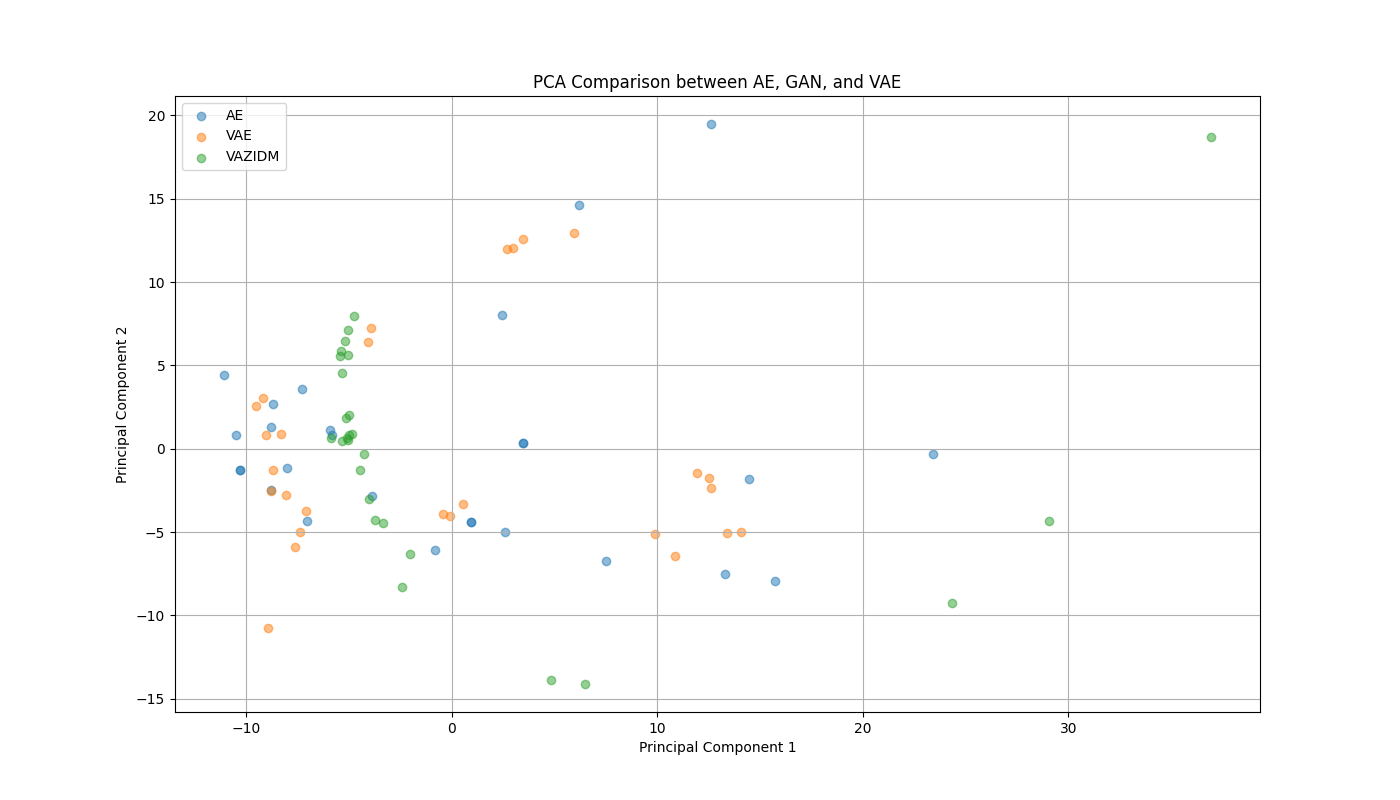 PCA Comparison between AE, GAN, and VAE
AE
VAE
VAZIDM
20
15
10
5
0
−5
−10
−15
Principal Component 2
−10
0
10
20
30
Principal Component 1